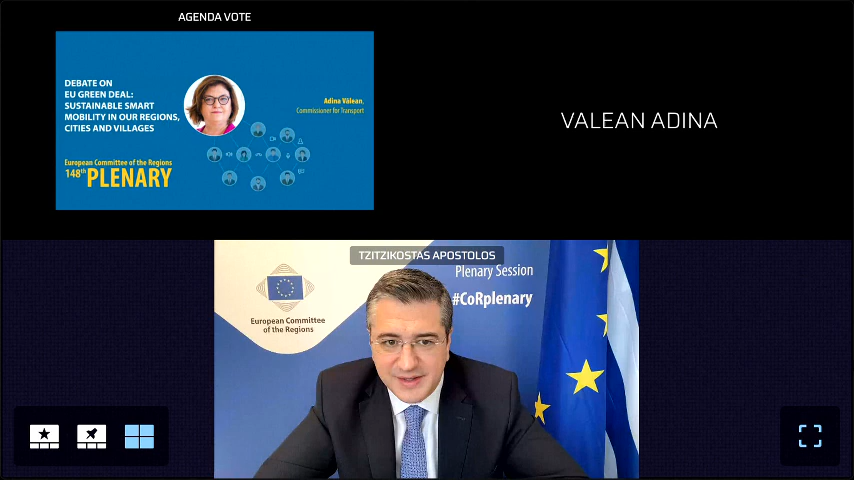 AGENDA VOTE
DEBATE ON
EU GREEN DEAL:
SUSTAINABLE SMART
MOBILITY IN OUR REGIONS,
CITIES AND VILLAGES
Adina Vălean,
Commissioner for Transport
European Committee of the Regions
148th PLENARY
VALEAN ADINA
TZITZIKOSTAS APOSTOLOS
European Committee
of the Regions
Plenary Session
#CoRplenary